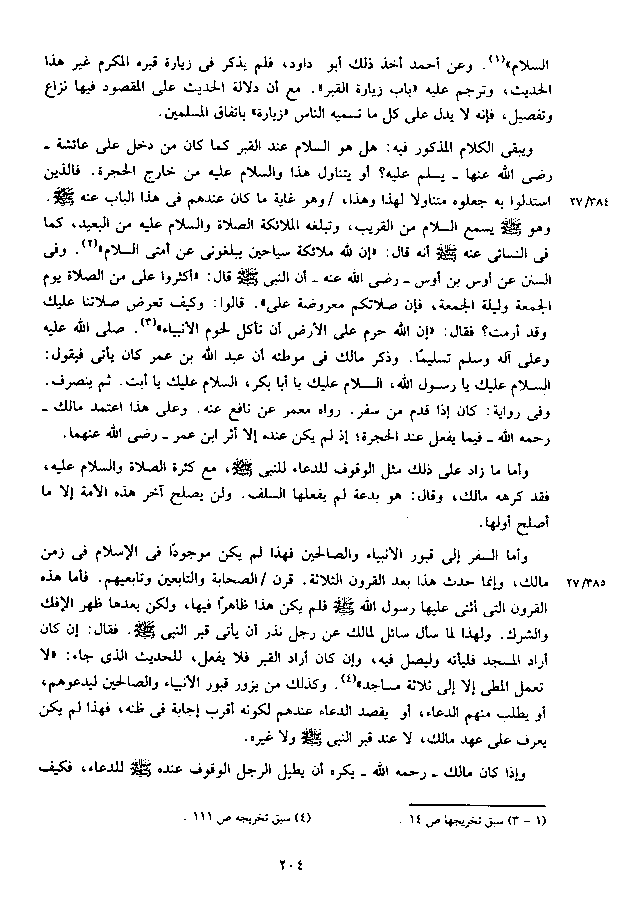 السلام»(١). وعن أحمد أخذ ذلك أبو داود، فلم يذكر فى زيارة قبره المكرم غير هذا
الحديث، وترجم عليه «باب زيارة القبر». مع أن دلالة الحديث على المقصود فيها نزاع
وتفصيل، فإنه لا يدل على كل ما تسميه الناس «زيارة» باتفاق المسلمين.
ويبقى الكلام المذكور فيه: هل هو السلام عند القبر كما كان من دخل على عائشة ـ
رضى الله عنها ـ يسلم عليه؟ أو يتناول هذا والسلام عليه من خارج الحجرة. فالذين
٢٧/٣٨٤ استدلوا به جعلوه متناولا لهذا وهذا، / وهو غاية ما كان عندهم فى هذا الباب عنه ﷺ.
وهو ﷺ يسمع السلام من القريب، وتبلغه الملائكة الصلاة والسلام عليه من البعيد، كما
فى النسائى عنه ﷺ أنه قال: «إن لله ملائكة سياحين يبلغونى عن أمتى السلام»(٢). وفى
السنن عن أوس بن أوس ـ رضى الله عنه ـ أن النبى ﷺ قال: «أكثروا على من الصلاة يوم
الجمعة وليلة الجمعة، فإن صلاتكم معروضة على». قالوا: وكيف تعرض صلاتنا عليك
وقد أرمت؟ فقال: «إن الله حرم على الأرض أن تأكل لحوم الأنبياء»(٣). صلى الله عليه
وعلى آله وسلم تسليمًا. وذكر مالك فى موطئه أن عبد الله بن عمر كان يأتى فيقول:
السلام عليك يا رسول الله، السلام عليك يا أبا بكر، السلام عليك يا أبت. ثم ينصرف.
وفى رواية: كان إذا قدم من سفر. رواه معمر عن نافع عنه. وعلى هذا اعتمد مالك ـ
رحمه الله ـ فيما يفعل عند الحجرة؛ إذ لم يكن عنده إلا أثر ابن عمر ـ رضى الله عنهما.
وأما ما زاد على ذلك مثل الوقوف للدعاء للنبى ﷺ، مع كثرة الصلاة والسلام عليه،
فقد كرهه مالك، وقال: هو بدعة لم يفعلها السلف. ولن يصلح آخر هذه الأمة إلا ما
أصلح أولها.
وأما السفر إلى قبور الأنبياء والصالحين فهذا لم يكن موجودًا فى الإسلام فى زمن
٢٧/٣٨٥ مالك، وإنما حدث هذا بعد القرون الثلاثة. قرن / الصحابة والتابعين وتابعيهم. فأما هذه
القرون التى أثنى عليها رسول الله ﷺ فلم يكن هذا ظاهرًا فيها، ولكن بعدها ظهر الإفك
والشرك. ولهذا لما سأل سائل لمالك عن رجل نذر أن يأتى قبر النبى ﷺ. فقال: إن كان
أراد المسجد فليأته وليصل فيه، وإن كان أراد القبر فلا يفعل، للحديث الذى جاء: «لا
تعمل المطى إلا إلى ثلاثة مساجد»(٤). وكذلك من يزور قبور الأنبياء والصالحين ليدعوهم،
أو يطلب منهم الدعاء، أو يقصد الدعاء عندهم لكونه أقرب إجابة فى ظنه، فهذا لم يكن
يعرف على عهد مالك، لا عند قبر النبى ﷺ ولا غيره.
وإذا كان مالك ـ رحمه الله ـ يكره أن يطيل الرجل الوقوف عنده ﷺ للدعاء، فكيف
(١ - ٣) سبق تخريجها ص ١٤ . (٤) سبق تخريجه ص ١١١ .
٢٠٤